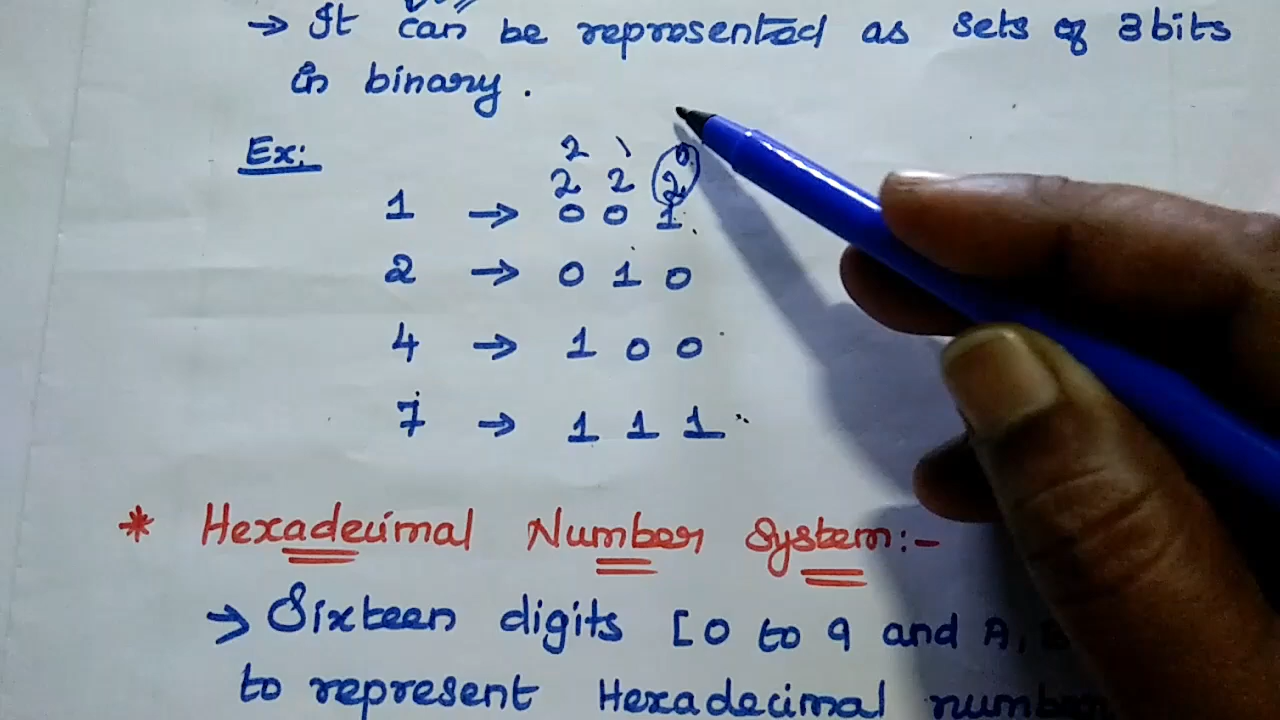 → It can be represented as sets of 3bits
in binary.
Ex:
2 1 0
2 2 2
1 → 0 0 1
2 → 0 1 0
4 → 1 0 0
7 → 1 1 1
* Hexadecimal Number System:-
→ Sixteen digits [0 to 9 and A,
to represent Hexadecimal number